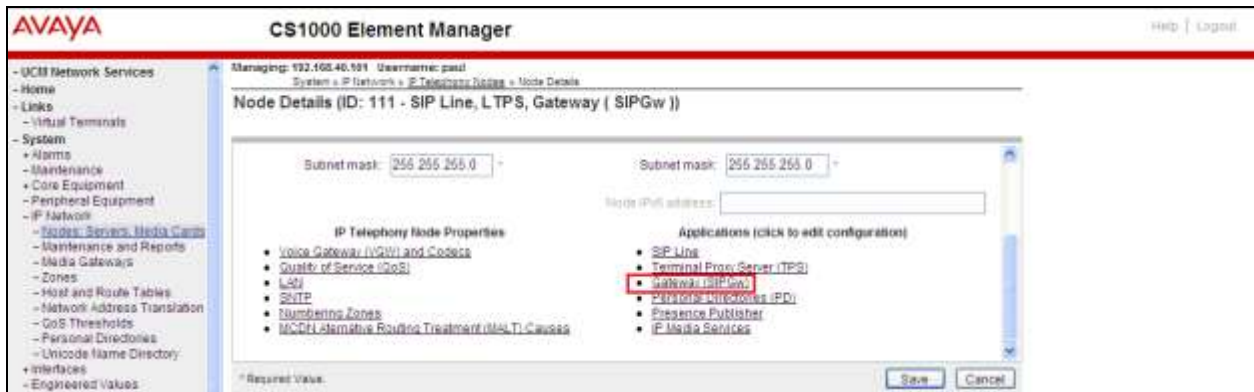 AVAYA
CS1000 Element Manager
Help | Logout
- UCM Network Services
- Home
- Links
- Virtual Terminals
- System
+ Alarms
- Maintenance
+ Core Equipment
- Peripheral Equipment
- IP Network
- Nodes: Servers, Media Cards
- Maintenance and Reports
- Media Gateways
- Zones
- Host and Route Tables
- Network Address Translation
- QoS Thresholds
- Personal Directories
- Unicode Name Directory
+ Interfaces
- Engineered Values
Managing: 192.168.40.101 Username: paul
System » IP Network » IP Telephony Nodes » Node Details
Node Details (ID: 111 - SIP Line, LTPS, Gateway ( SIPGw ))
Subnet mask: 255.255.255.0 *
Subnet mask: 255.255.255.0 *
Node IPv6 address:
IP Telephony Node Properties
• Voice Gateway (VGW) and Codecs
• Quality of Service (QoS)
• LAN
• SNTP
• Numbering Zones
• MCDN Alternative Routing Treatment (MALT) Causes
Applications (click to edit configuration)
• SIP Line
• Terminal Proxy Server (TPS)
• Gateway (SIPGw)
• Personal Directories (PD)
• Presence Publisher
• IP Media Services
* Required Value.
Save
Cancel